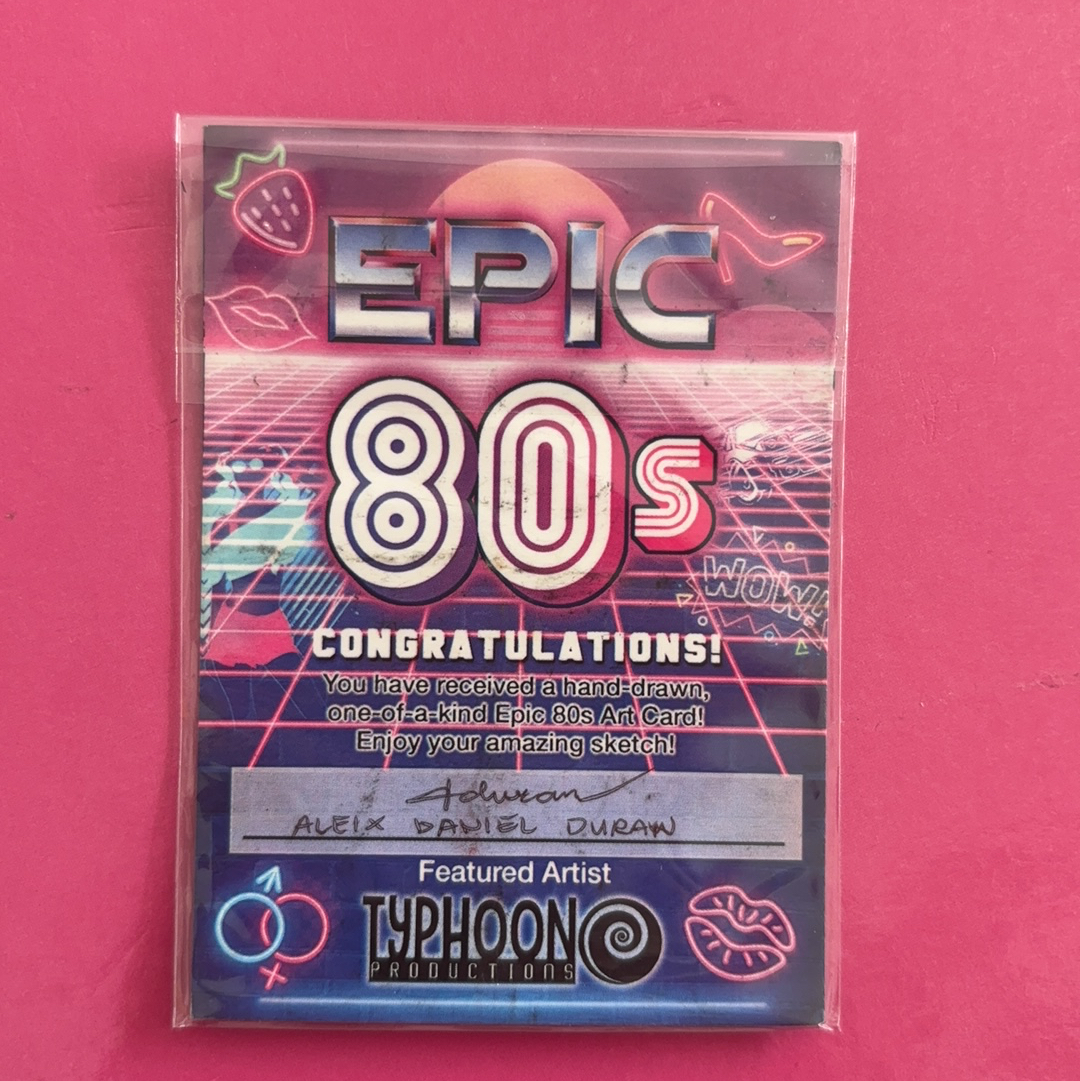 EPIC
80s
WOW!
CONGRATULATIONS!
You have received a hand-drawn,
one-of-a-kind Epic 80s Art Card!
Enjoy your amazing sketch!
Aduran
ALEIX DANIEL DURAN
Featured Artist
TYPHOON
PRODUCTIONS